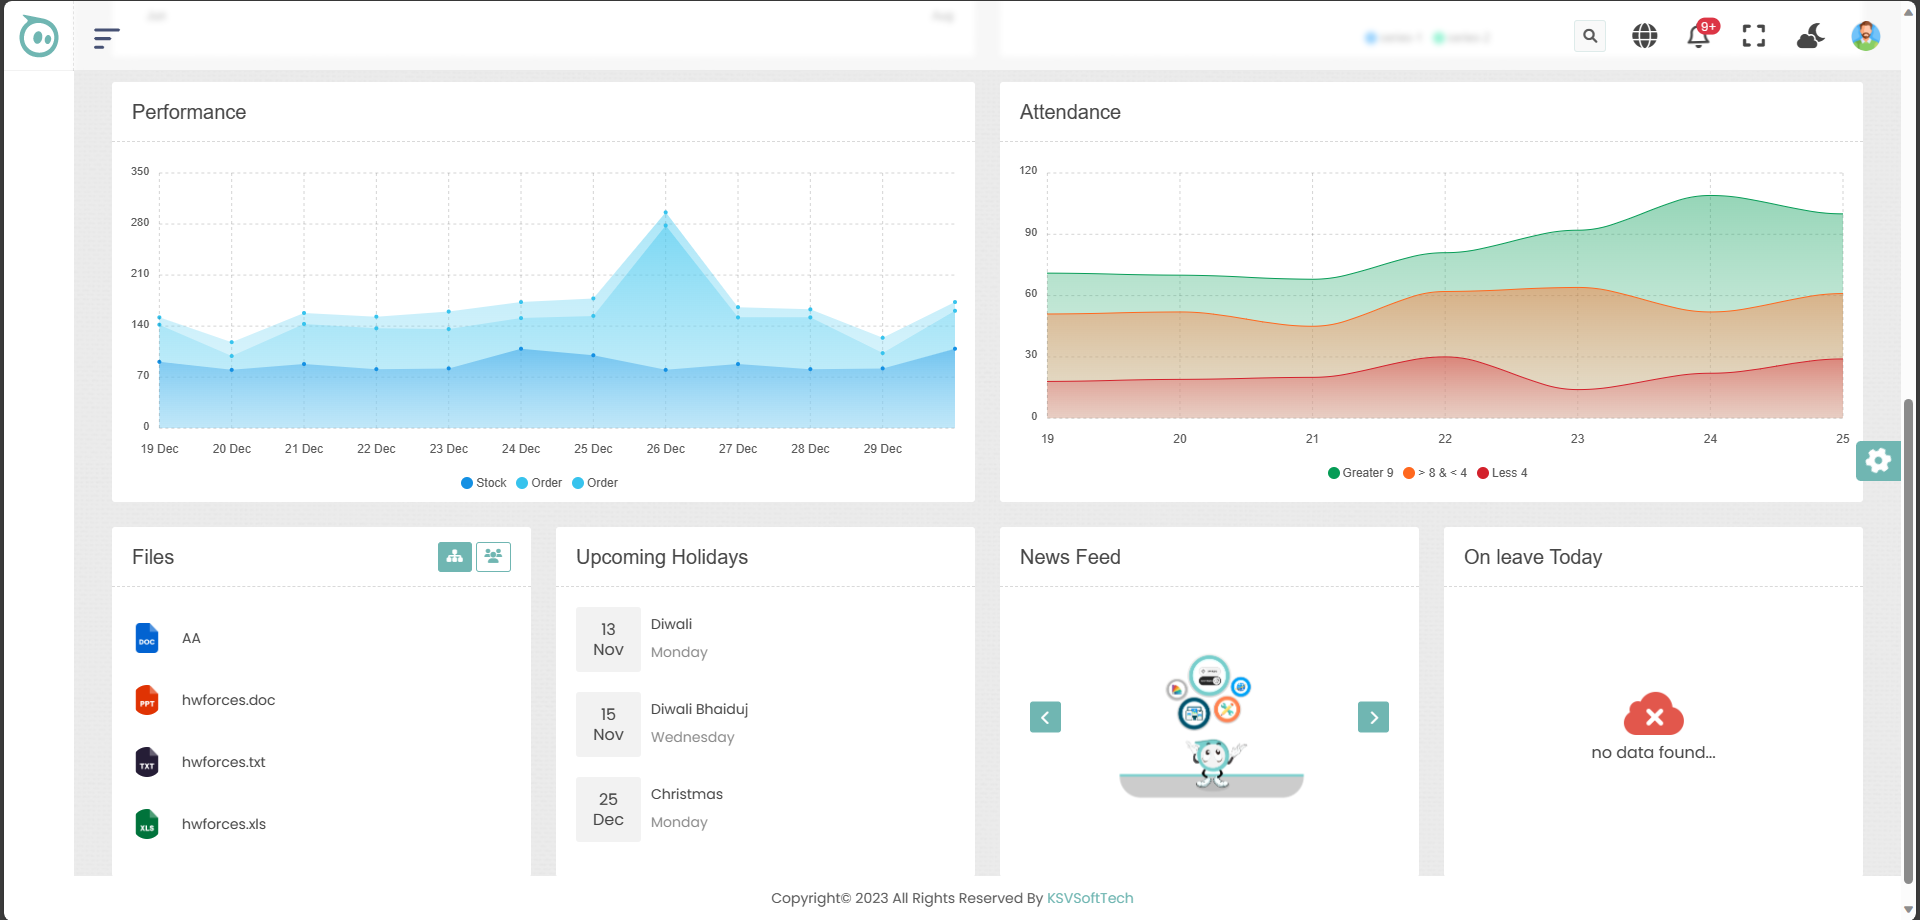 9+
Performance
350
280
210
140
70
0
19 Dec 20 Dec 21 Dec 22 Dec 23 Dec 24 Dec 25 Dec 26 Dec 27 Dec 28 Dec 29 Dec
Stock Order Order
Attendance
120
90
60
30
0
19 20 21 22 23 24 25
Greater 9 > 8 & < 4 Less 4
Files
DOC AA
PPT hwforces.doc
TXT hwforces.txt
XLS hwforces.xls
Upcoming Holidays
13
Nov
Diwali
Monday
15
Nov
Diwali Bhaiduj
Wednesday
25
Dec
Christmas
Monday
News Feed
On leave Today
no data found...
Copyright© 2023 All Rights Reserved By KSVSoftTech